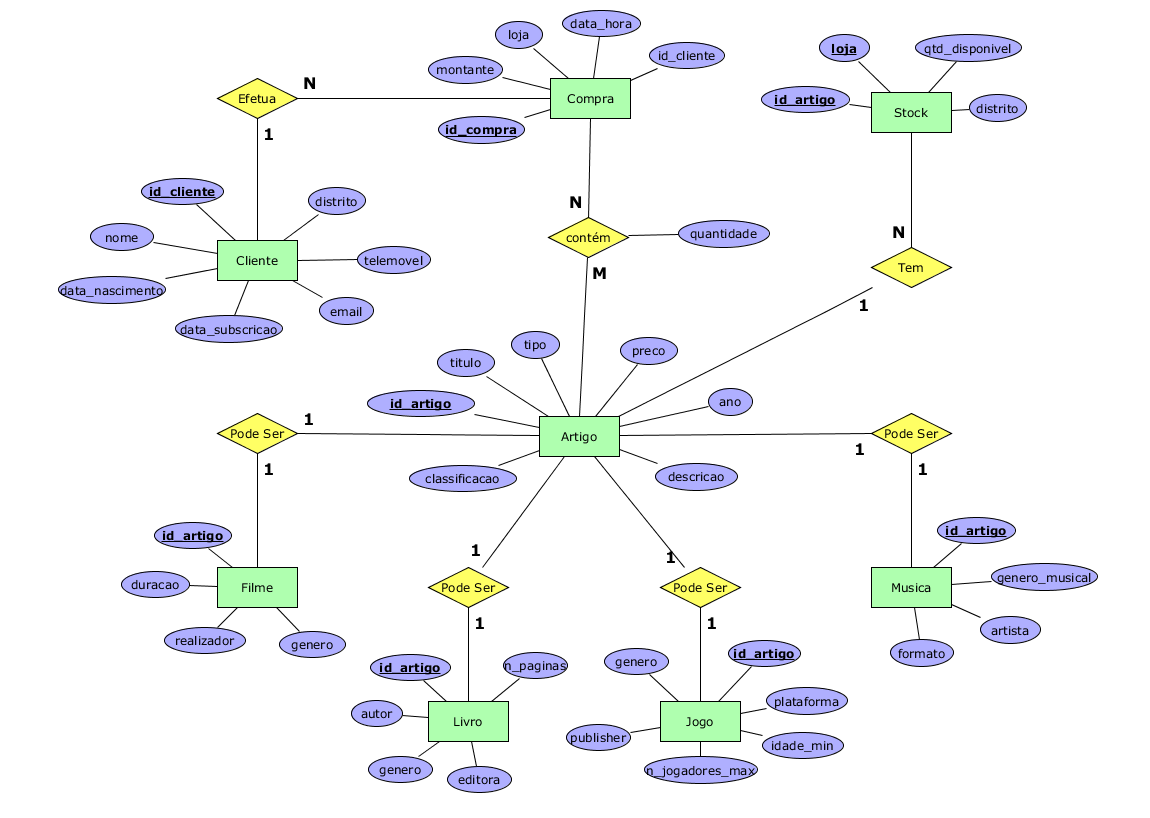 data_hora
loja
loja
qtd_disponivel
id_cliente
montante
N
Efetua
Compra
id_artigo
Stock
distrito
1
id_compra
id_cliente
distrito
N
nome
contém
quantidade
N
Cliente
telemovel
M
Tem
data_nascimento
email
1
data_subscricao
tipo
preco
titulo
id_artigo
ano
1
Pode Ser
Artigo
Pode Ser
1
1
1
classificacao
descricao
id_artigo
1
1
id_artigo
duracao
Filme
Pode Ser
Pode Ser
Musica
genero_musical
1
1
artista
realizador
genero
formato
id_artigo
n_paginas
genero
id_artigo
autor
Livro
plataforma
publisher
Jogo
idade_min
genero
editora
n_jogadores_max